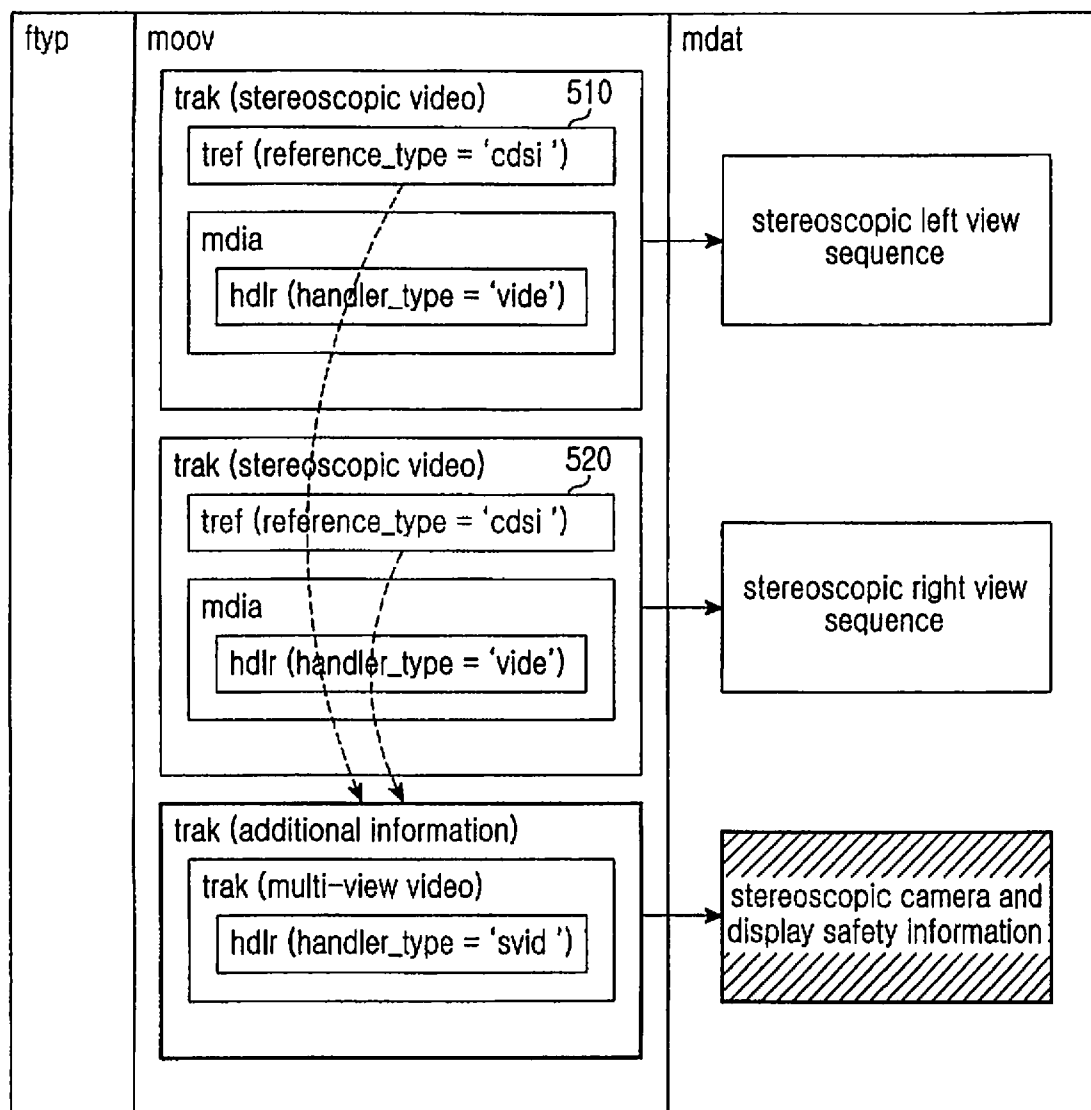 ftyp
moov
mdat
trak (stereoscopic video)
510
tref (reference_type = 'cdsi ')
mdia
hdlr (handler_type = 'vide')
stereoscopic left view
sequence
trak (stereoscopic video)
520
tref (reference_type = 'cdsi ')
mdia
hdlr (handler_type = 'vide')
stereoscopic right view
sequence
trak (additional information)
trak (multi-view video)
hdlr (handler_type = 'svid ')
stereoscopic camera and
display safety information